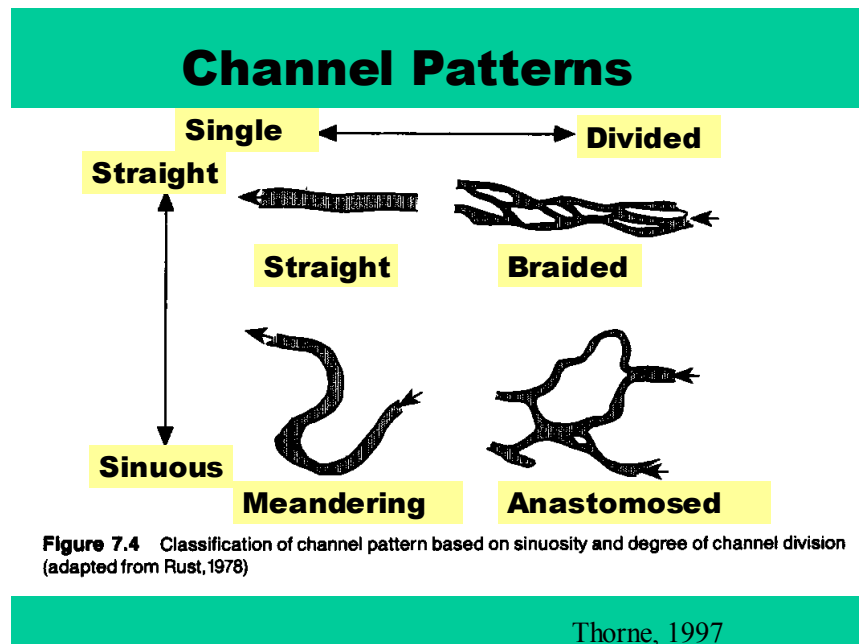 Channel Patterns
Single
Divided
Straight
Straight
Braided
Sinuous
Meandering
Anastomosed
Figure 7.4 Classification of channel pattern based on sinuosity and degree of channel division
(adapted from Rust,1978)
Thorne, 1997